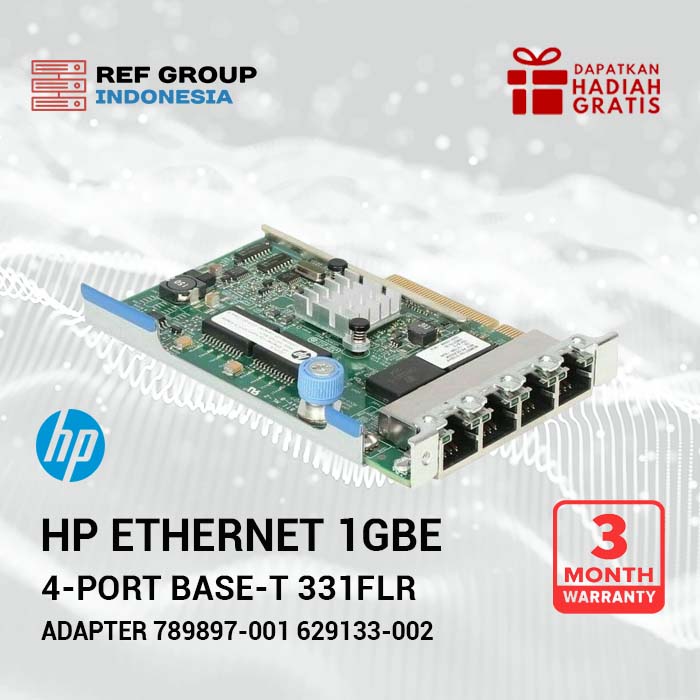 REF GROUP
INDONESIA
DAPATKAN
HADIAH
GRATIS
hp
HP ETHERNET 1GBE
4-PORT BASE-T 331FLR
ADAPTER 789897-001 629133-002
3
MONTH
WARRANTY